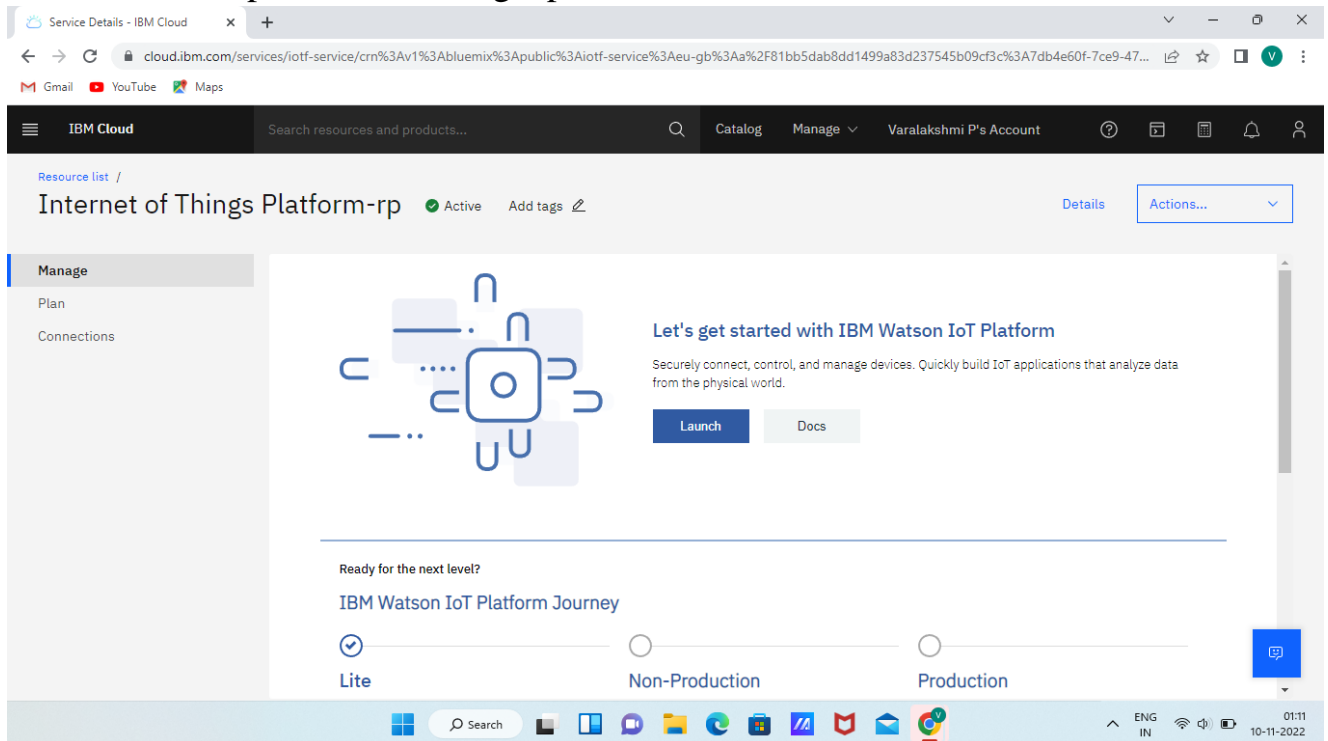 Service Details - IBM Cloud
cloud.ibm.com/services/iotf-service/crn%3Av1%3Abluemix%3Apublic%3Aiotf-service%3Aeu-gb%3Aa%2F81bb5dab8dd1499a83d237545b09cf3c%3A7db4e60f-7ce9-47... V
Gmail YouTube Maps
IBM Cloud Search resources and products... Catalog Manage Varalakshmi P's Account
Resource list /
Internet of Things Platform-rp Active Add tags Details Actions...
Manage
Plan
Connections
Let's get started with IBM Watson IoT Platform
Securely connect, control, and manage devices. Quickly build IoT applications that analyze data
from the physical world.
Launch Docs
Ready for the next level?
IBM Watson IoT Platform Journey
Lite Non-Production Production
Search
ENG
IN
01:11
10-11-2022